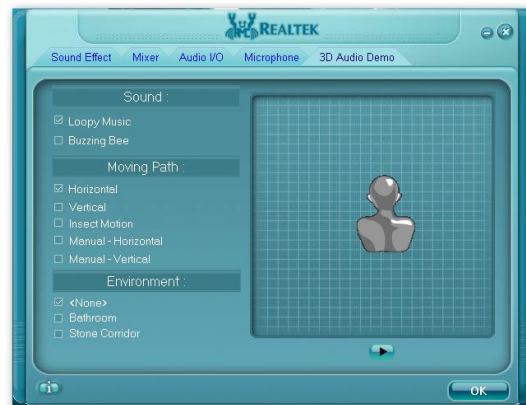 REALTEK
Sound Effect Mixer Audio I/O Microphone 3D Audio Demo
Sound :
Loopy Music
Buzzing Bee
Moving Path :
Horizontal
Vertical
Insect Motion
Manual - Horizontal
Manual - Vertical
Environment :
<None>
Bathroom
Stone Corridor
i
OK